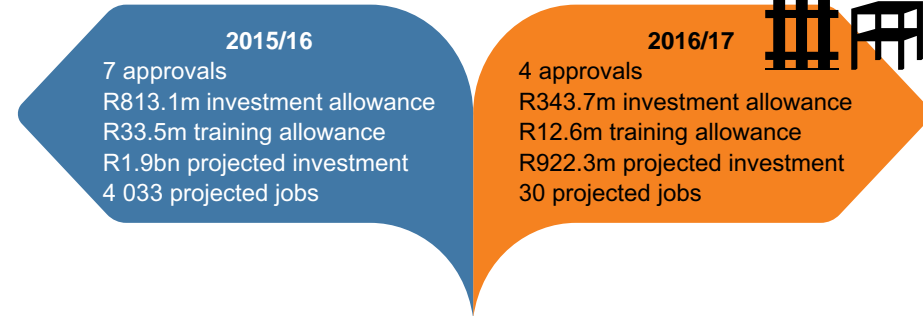 2015/16
7 approvals
R813.1m investment allowance
R33.5m training allowance
R1.9bn projected investment
4 033 projected jobs
2016/17
4 approvals
R343.7m investment allowance
R12.6m training allowance
R922.3m projected investment
30 projected jobs